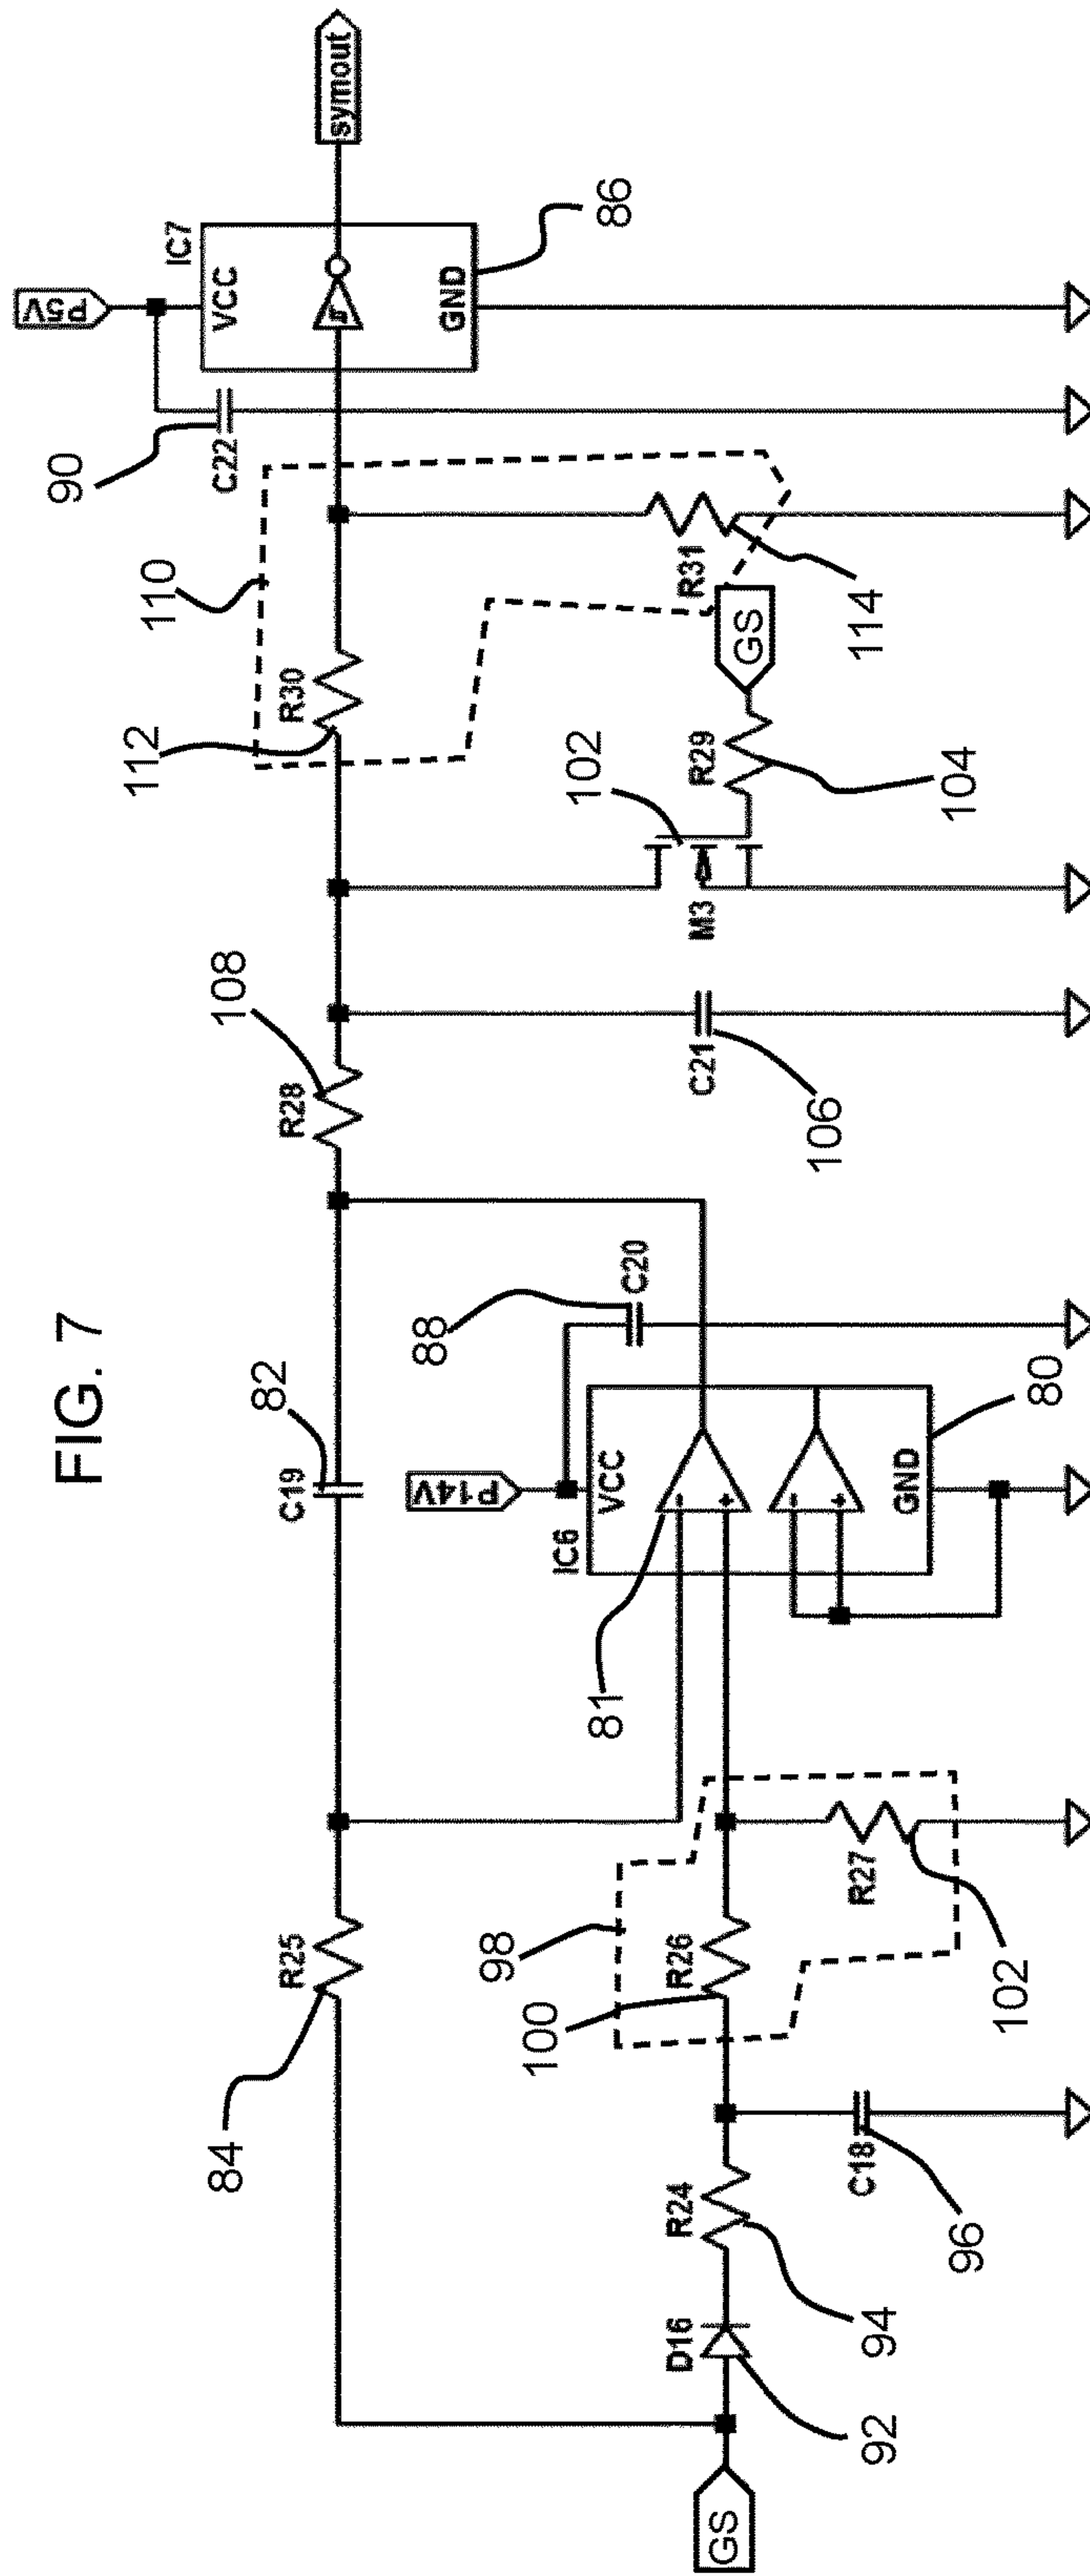 FIG. 7
84
R25
82
C19
108
R28
112
R30
110
90
C22
P5V
IC7
VCC
GND
86
symout
GS
92
D16
94
R24
96
C18
98
100
R26
R27
102
81
IC6
P14V
VCC
GND
80
88
C20
C21
106
M3
102
R29
104
GS
R31
114